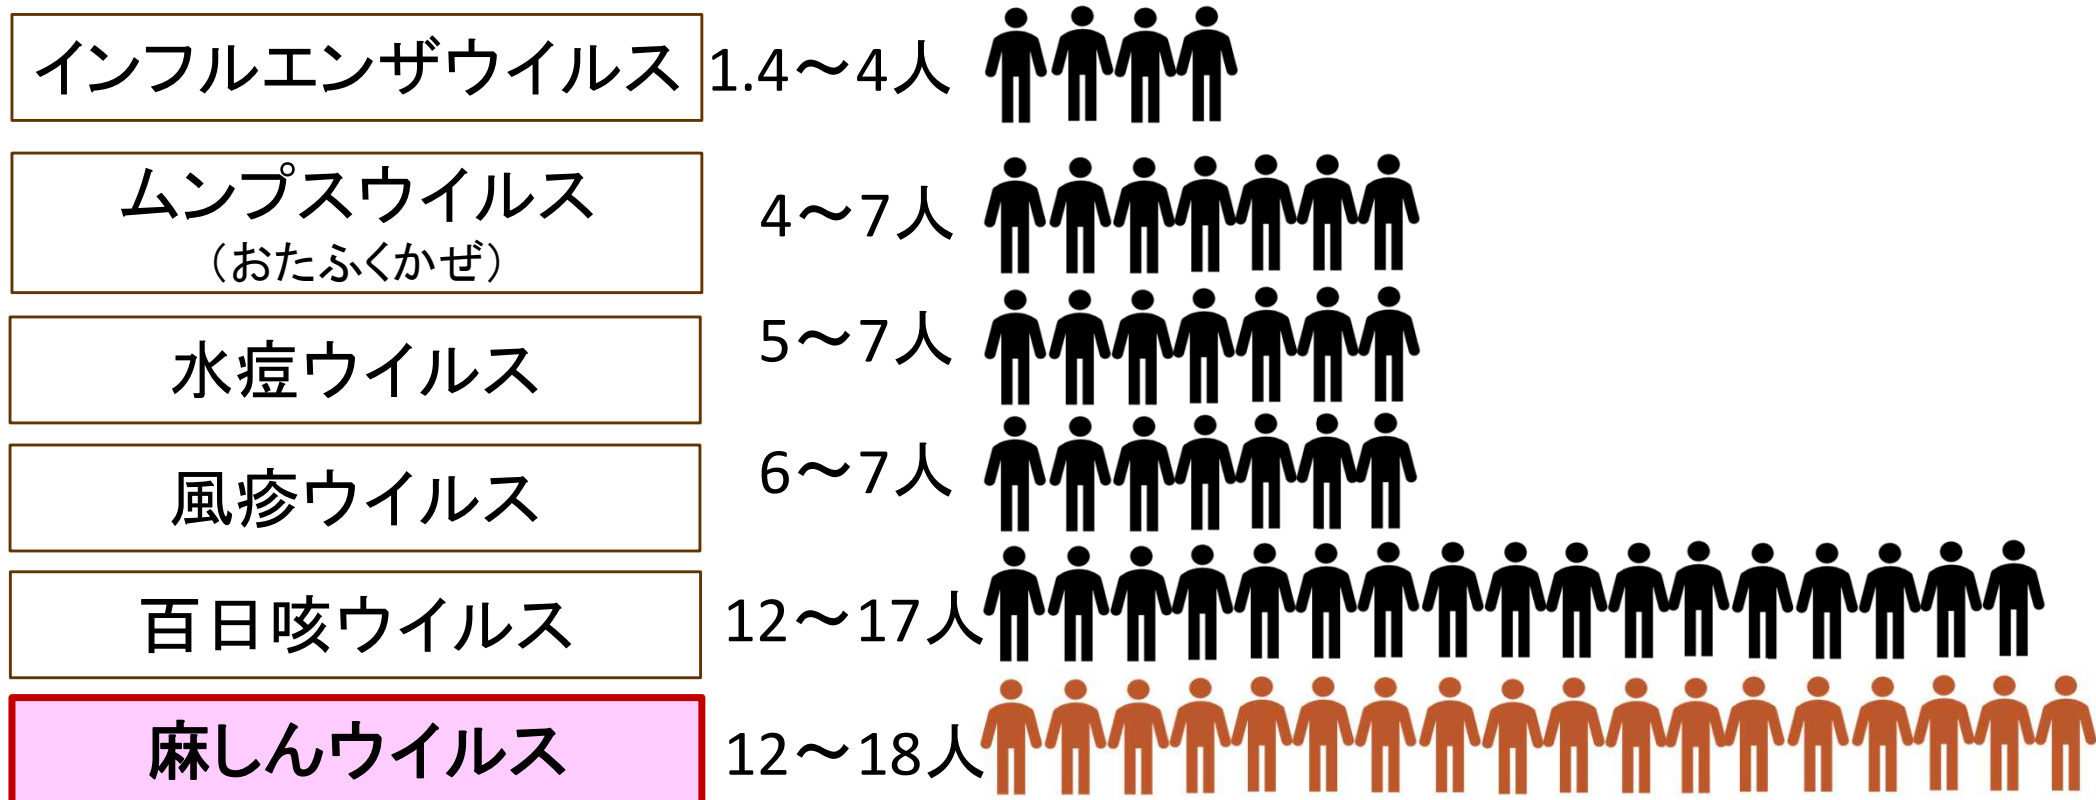 インフルエンザウイルス 1.4～4人
ムンプスウイルス
（おたふくかぜ）
4～7人
水痘ウイルス 5～7人
風疹ウイルス 6～7人
百日咳ウイルス 12～17人
麻しんウイルス 12～18人